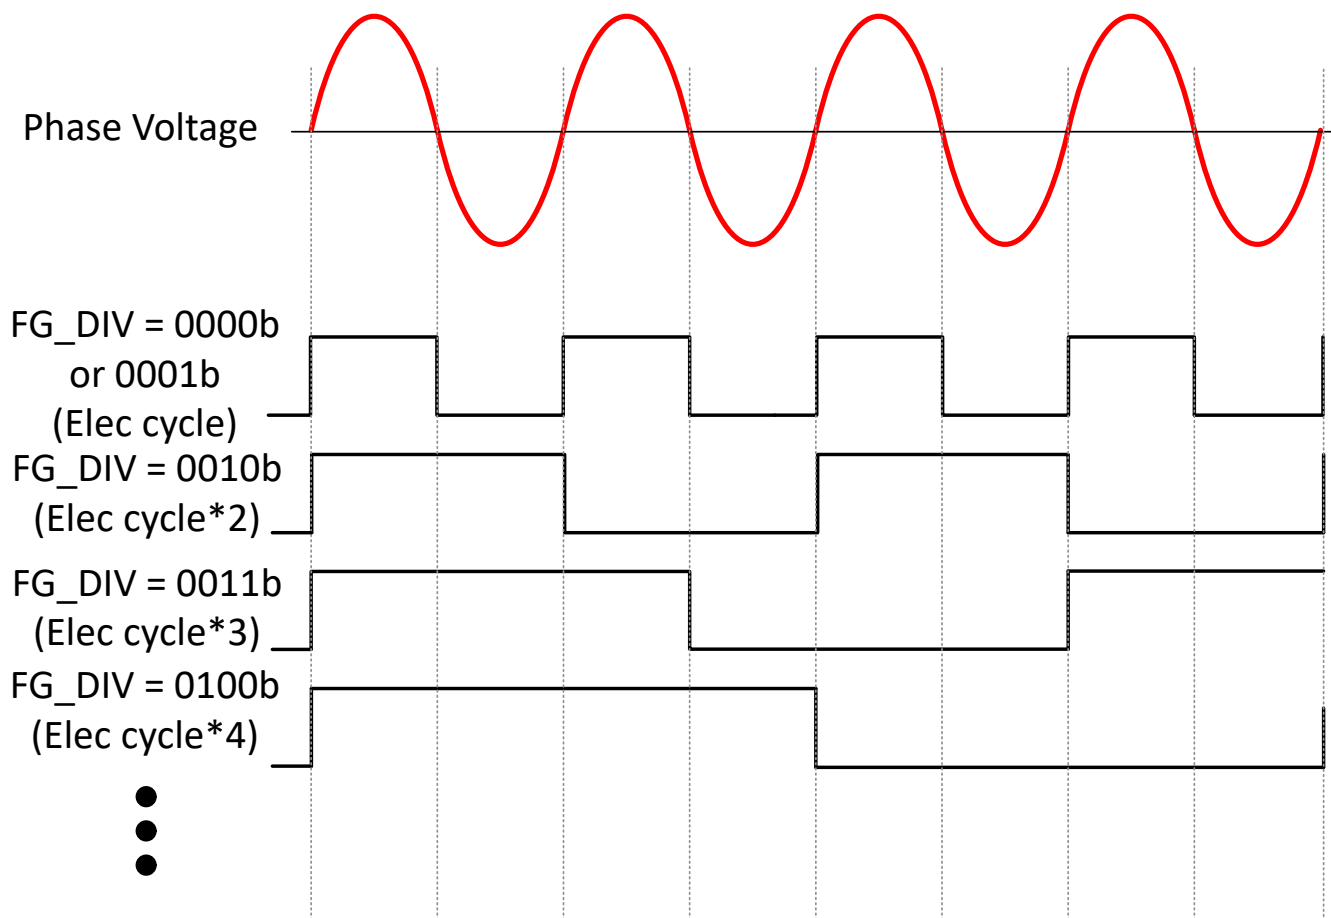 Phase Voltage
FG_DIV = 0000b
or 0001b
(Elec cycle)
FG_DIV = 0010b
(Elec cycle*2)
FG_DIV = 0011b
(Elec cycle*3)
FG_DIV = 0100b
(Elec cycle*4)